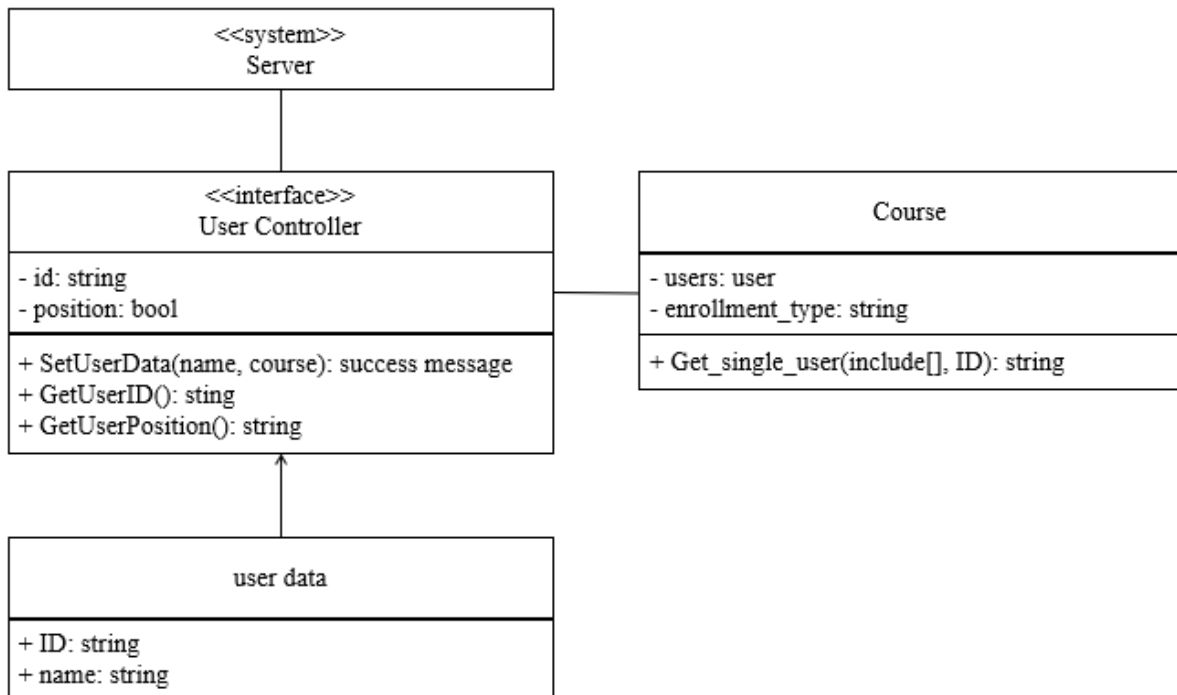 <<system>>
Server
<<interface>>
User Controller
- id: string
- position: bool
+ SetUserData(name, course): success message
+ GetUserID(): sting
+ GetUserPosition(): string
Course
- users: user
- enrollment_type: string
+ Get_single_user(include[], ID): string
user data
+ ID: string
+ name: string